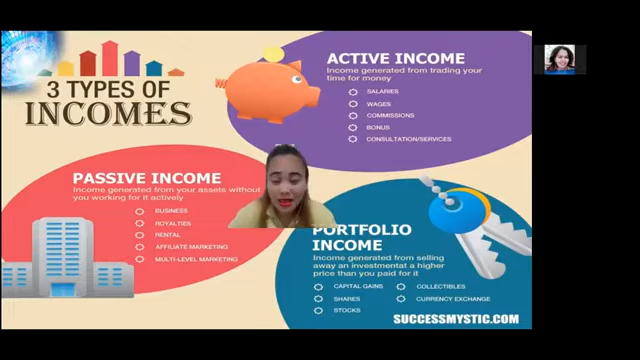 3 TYPES OF
INCOMES
ACTIVE INCOME
Income generated from trading your
time for money
SALARIES
WAGES
COMMISSIONS
BONUS
CONSULTATION/SERVICES
PASSIVE INCOME
Income generated from your assets without
you working for it actively
BUSINESS
ROYALTIES
RENTAL
AFFILIATE MARKETING
MULTI-LEVEL MARKETING
PORTFOLIO
INCOME
Income generated from selling
away an investmentat a higher
price than you paid for it
CAPITAL GAINS
SHARES
STOCKS
COLLECTIBLES
CURRENCY EXCHANGE
SUCCESSMYSTIC.COM